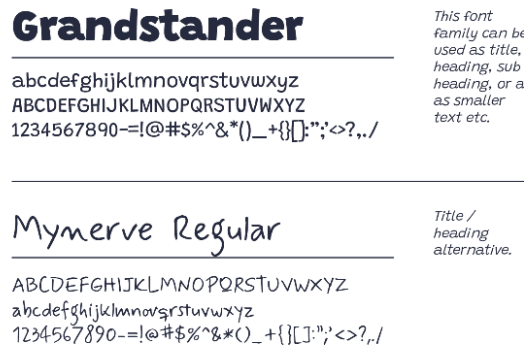 Grandstander
abcdefghijklmnovqrstuvwxyz
ABCDEFGHIJKLMNOPQRSTUVWXYZ
1234567890-=!@#$%^&*()_+{}[]:";'<>?,./
This font
family can be
used as title,
heading, sub
heading, or a
as smaller
text etc.
Mynerve Regular
ABCDEFGHIJKLMNOPQRSTUVWXYZ
abcdefghijklmnovqrstuvwxyz
1234567890-=!@#$%^&*()_+{}[]:";'<>?,./
Title /
heading
alternative.